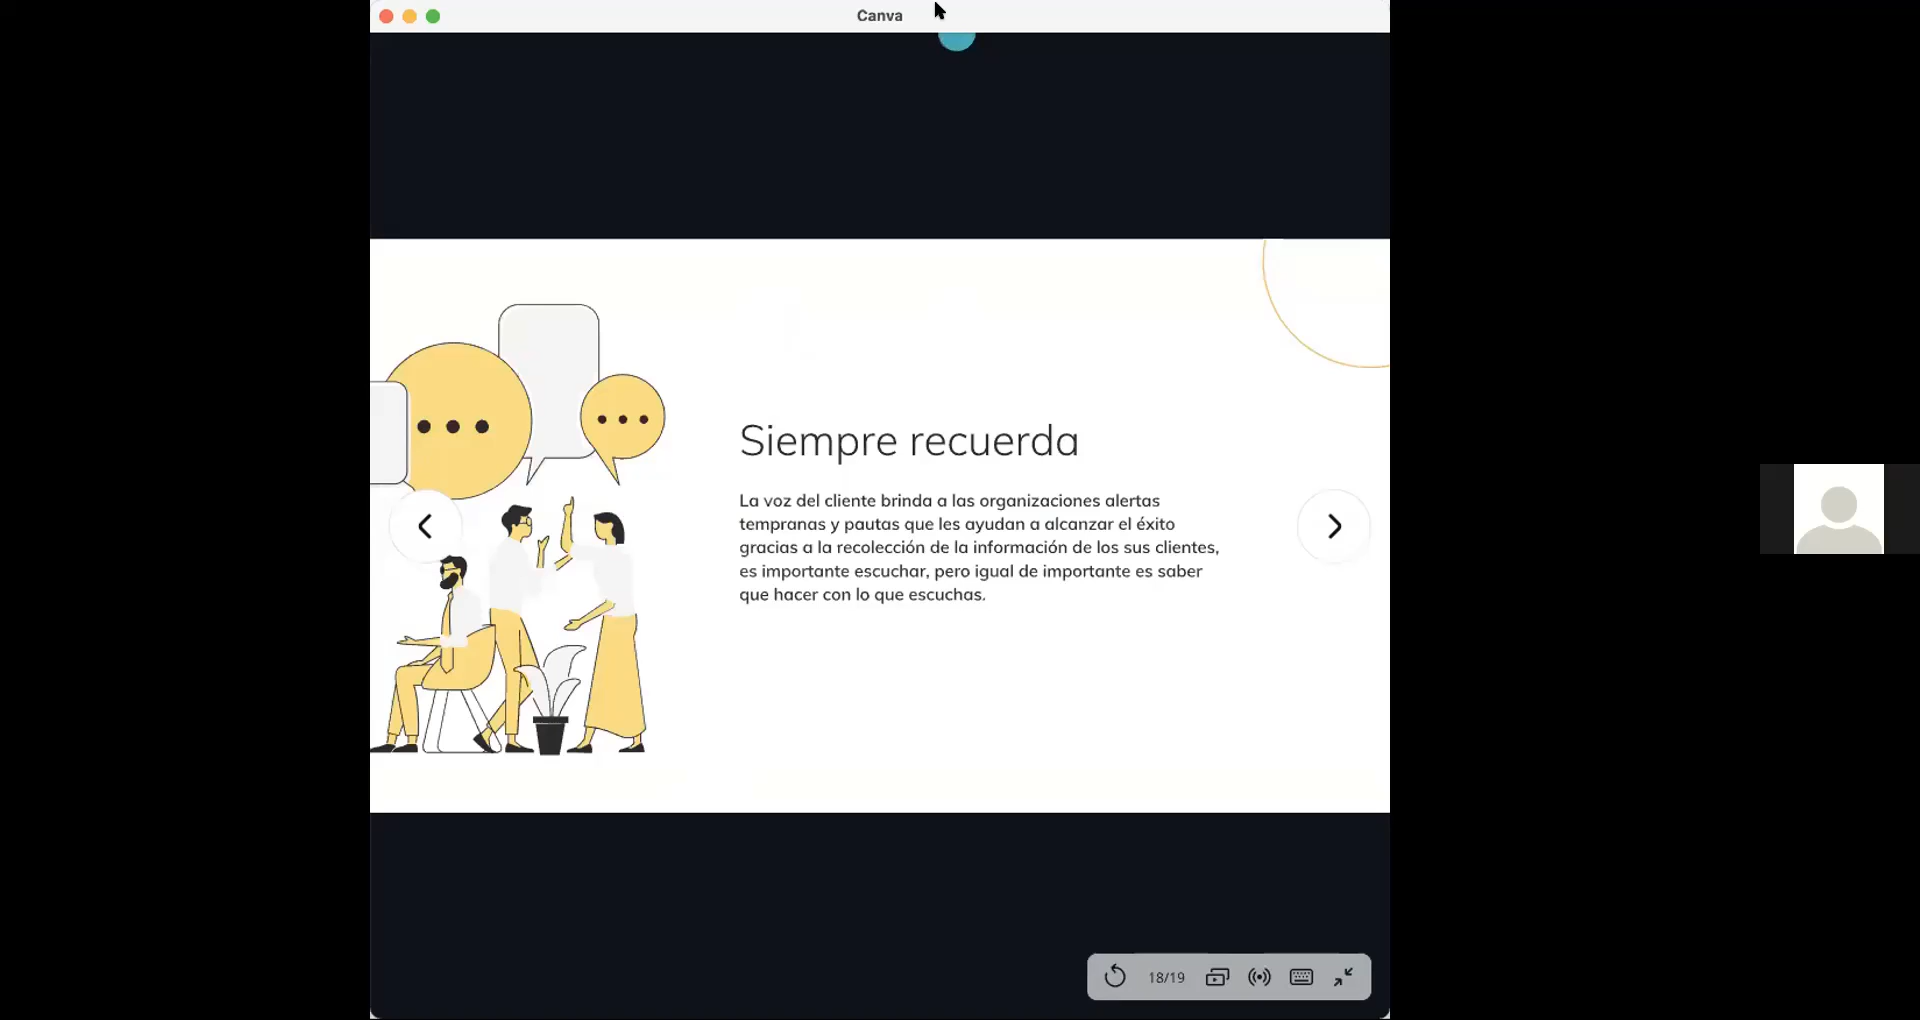 Canva
Siempre recuerda
La voz del cliente brinda a las organizaciones alertas
tempranas y pautas que les ayudan a alcanzar el éxito
gracias a la recolección de la información de los sus clientes,
es importante escuchar, pero igual de importante es saber
que hacer con lo que escuchas.
18/19